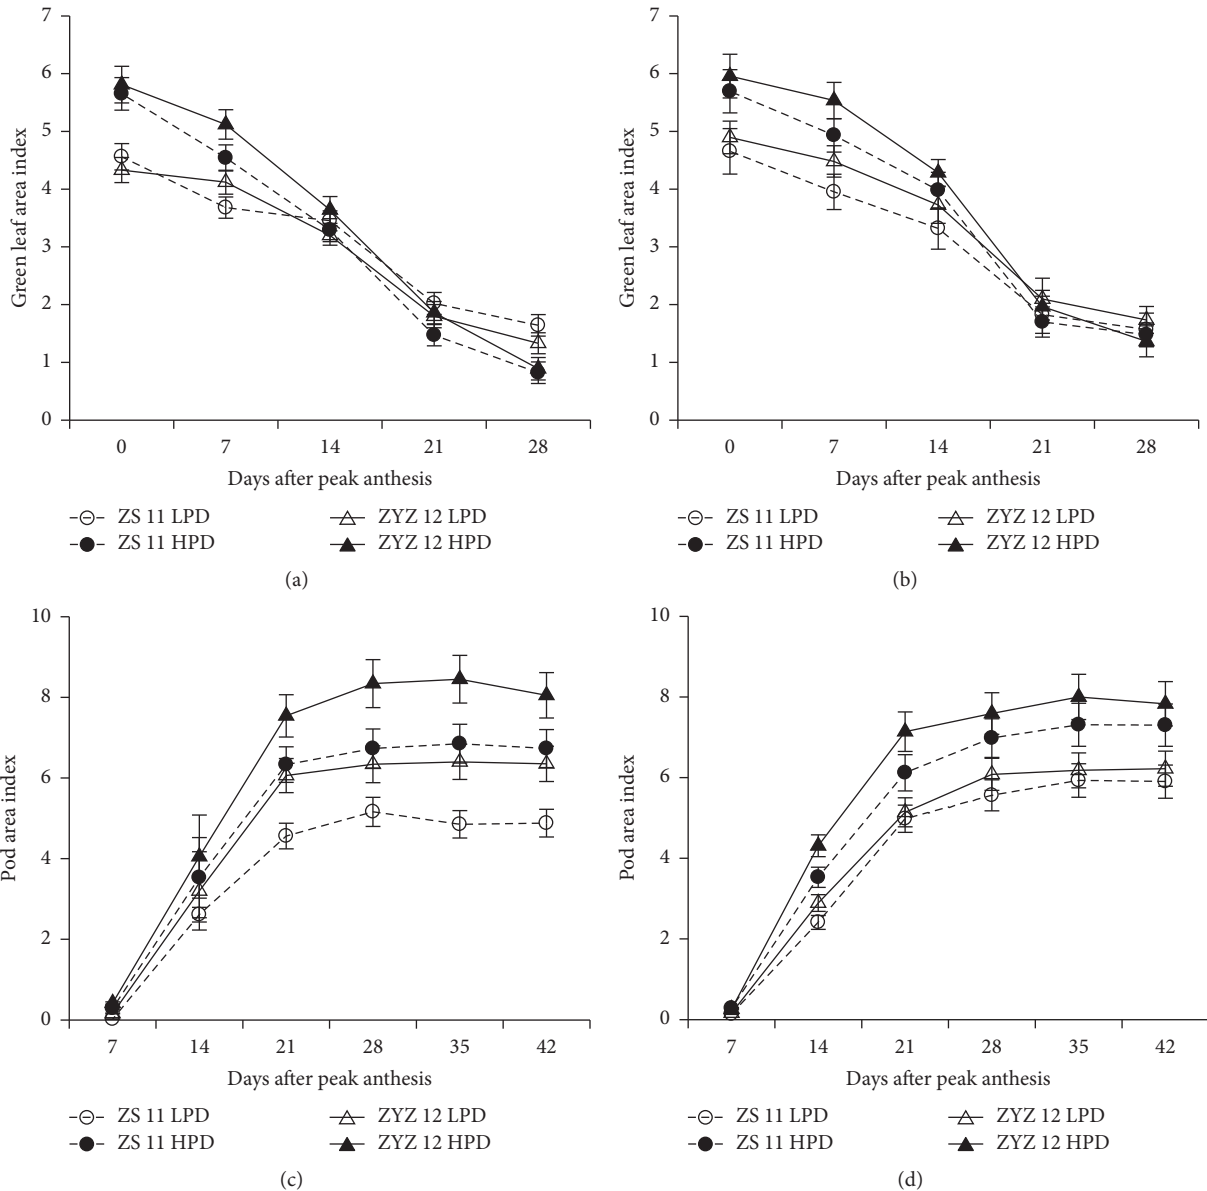 7
6
5
4
3
2
1
0
Green leaf area index
0 7 14 21 28
Days after peak anthesis
ZS 11 LPD ZYZ 12 LPD
ZS 11 HPD ZYZ 12 HPD
(a)
7
6
5
4
3
2
1
0
Green leaf area index
0 7 14 21 28
Days after peak anthesis
ZS 11 LPD ZYZ 12 LPD
ZS 11 HPD ZYZ 12 HPD
(b)
10
8
6
4
2
0
Pod area index
7 14 21 28 35 42
Days after peak anthesis
ZS 11 LPD ZYZ 12 LPD
ZS 11 HPD ZYZ 12 HPD
(c)
10
8
6
4
2
0
Pod area index
7 14 21 28 35 42
Days after peak anthesis
ZS 11 LPD ZYZ 12 LPD
ZS 11 HPD ZYZ 12 HPD
(d)